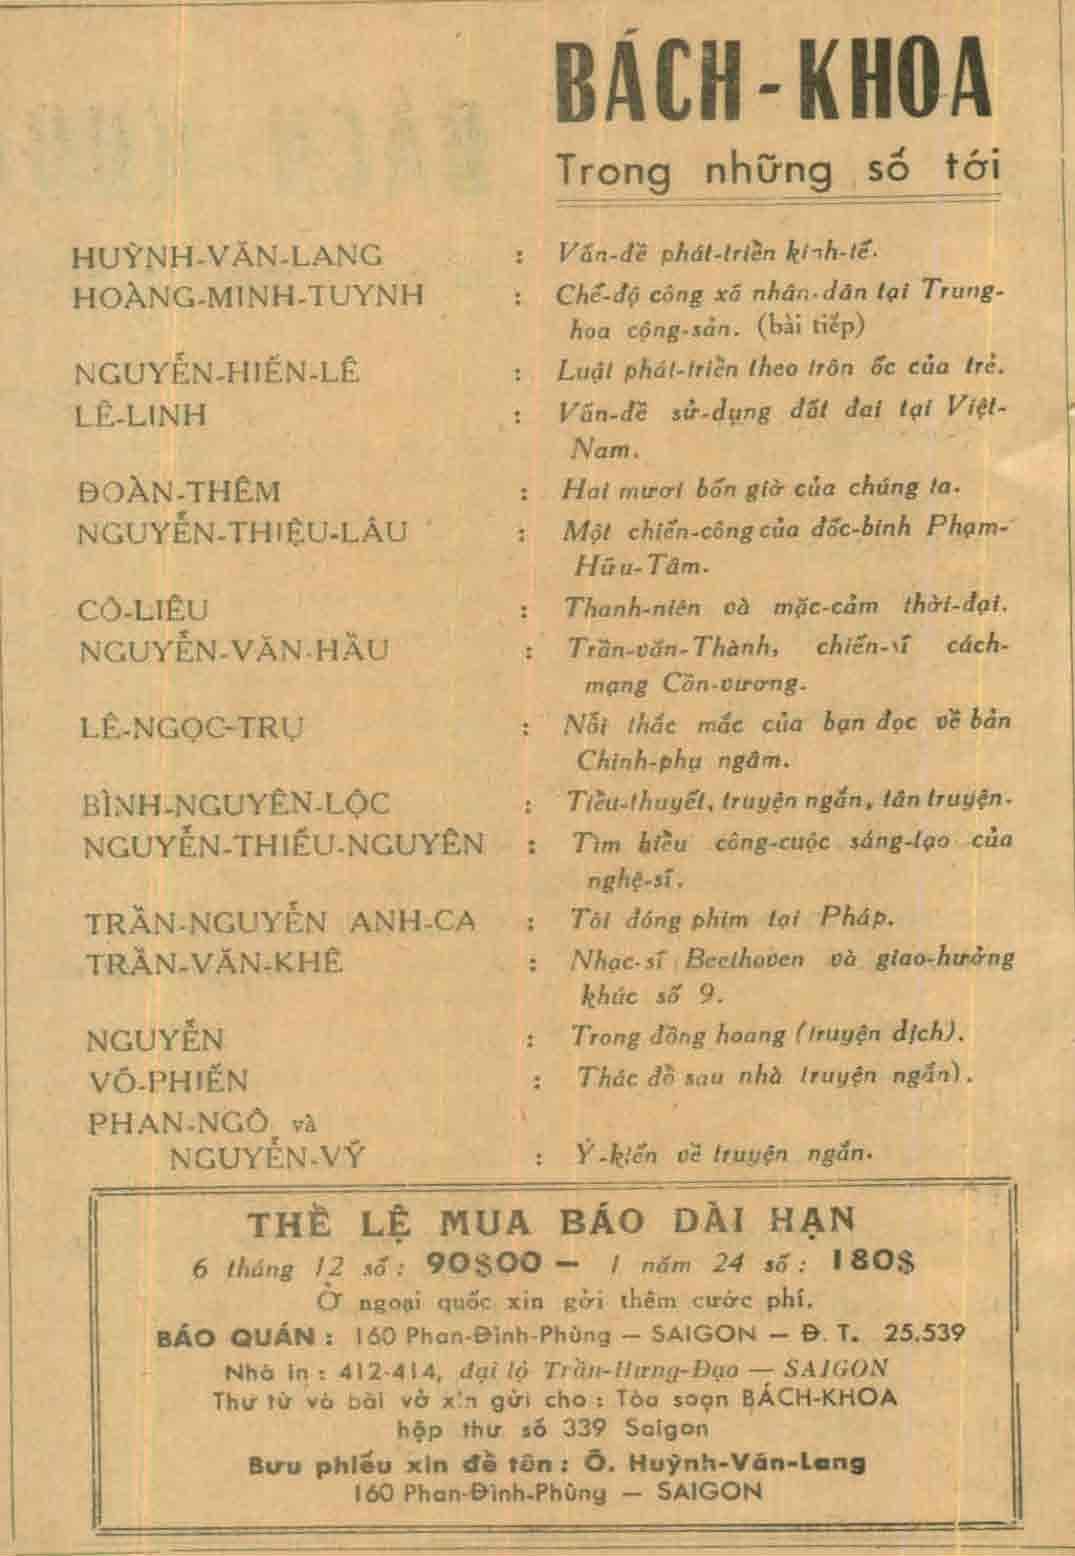 BÁCH-KHOA
Trong những số tới
HUỲNH-VĂN-LANG : Vấn-đề phát-triển kinh-tế.
HOÀNG-MINH-TUYNH : Chế-độ công xã nhân-dân tại Trung-
hoa cộng-sản. (bài tiếp)
NGUYỄN-HIẾN-LÊ : Luật phát-triển theo trôn ốc của trẻ.
LÊ-LINH : Vấn-đề sử-dụng đất đai tại Việt-
Nam.
ĐOÀN-THÊM : Hai mươi bốn giờ của chúng ta.
NGUYỄN-THIỆU-LÂU : Một chiến-công của đốc-binh Phạm-
Hữu-Tâm.
CÔ-LIÊU : Thanh-niên và mặc-cảm thời-đại.
NGUYỄN-VĂN-HẦU : Trần-văn-Thành, chiến-sĩ cách-
mạng Cần-vương.
LÊ-NGỌC-TRỤ : Nỗi thắc mắc của bạn đọc về bản
Chinh-phụ ngâm.
BÌNH-NGUYÊN-LỘC : Tiểu-thuyết, truyện ngắn, tân truyện.
NGUYỄN-THIẾU-NGUYÊN : Tìm hiểu công-cuộc sáng-tạo của
nghệ-sĩ.
TRẦN-NGUYỄN ANH-CA : Tôi đóng phim tại Pháp.
TRẦN-VĂN-KHÊ : Nhạc-sĩ Beethoven và giao-hưởng
khúc số 9.
NGUYỄN : Trong đồng hoang (truyện dịch).
VÕ-PHIẾN : Thác đổ sau nhà truyện ngắn).
PHAN-NGÔ và
NGUYỄN-VỸ : Ý-kiến về truyện ngắn.
THỂ LỆ MUA BÁO DÀI HẠN
6 tháng 12 số : 90$00 — 1 năm 24 số : 180$
Ở ngoại quốc xin gởi thêm cước phí.
BÁO QUÁN : 160 Phan-Đình-Phùng — SAIGON — Đ. T. 25.539
Nhà in : 412-414, đại lộ Trần-Hưng-Đạo — SAIGON
Thư từ và bài vở xin gửi cho : Tòa soạn BÁCH-KHOA
hộp thư số 339 Saigon
Bưu phiếu xin để tên : Ô. Huỳnh-Văn-Lang
160 Phan-Đình-Phùng — SAIGON